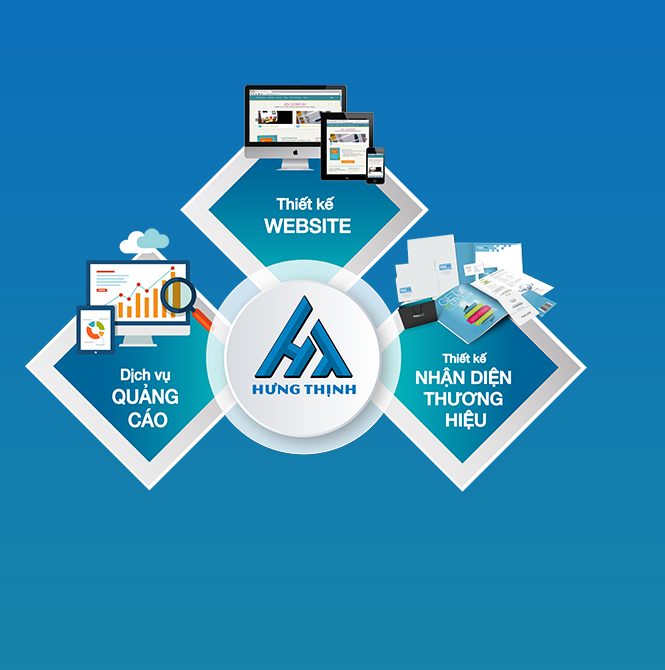 Thiết kế
WEBSITE
Dịch vụ
QUẢNG
CÁO
HƯNG THỊNH
Thiết kế
NHẬN DIỆN
THƯƠNG
HIỆU